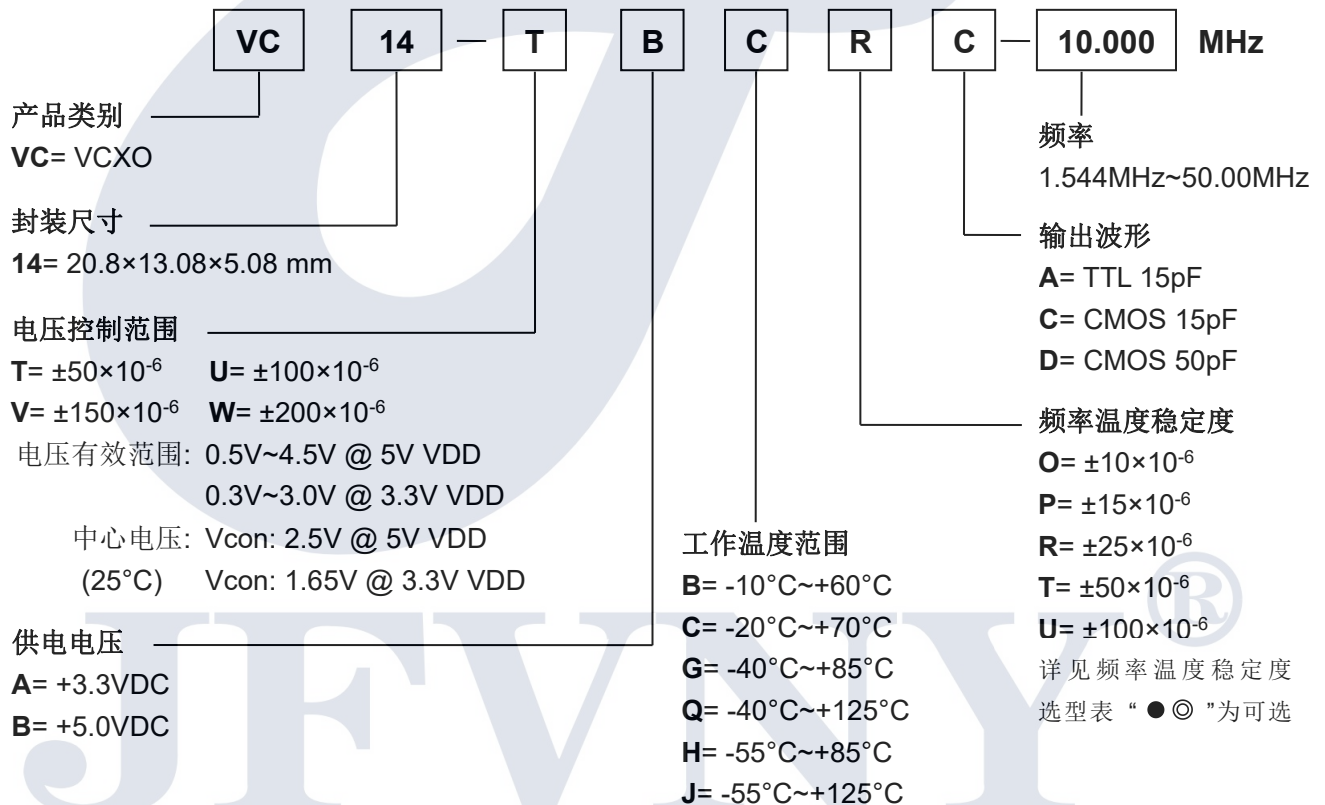 VC 14 — T B C R C — 10.000 MHz
产品类别
VC= VCXO
封装尺寸
14= 20.8×13.08×5.08 mm
电压控制范围
T= ±50×10-6 U= ±100×10-6
V= ±150×10-6 W= ±200×10-6
电压有效范围: 0.5V~4.5V @ 5V VDD
0.3V~3.0V @ 3.3V VDD
中心电压: Vcon: 2.5V @ 5V VDD
(25°C) Vcon: 1.65V @ 3.3V VDD
供电电压
A= +3.3VDC
B= +5.0VDC
工作温度范围
B= -10°C~+60°C
C= -20°C~+70°C
G= -40°C~+85°C
Q= -40°C~+125°C
H= -55°C~+85°C
J= -55°C~+125°C
频率
1.544MHz~50.00MHz
输出波形
A= TTL 15pF
C= CMOS 15pF
D= CMOS 50pF
频率温度稳定度
O= ±10×10-6
P= ±15×10-6
R= ±25×10-6
T= ±50×10-6
U= ±100×10-6
详见频率温度稳定度
选型表 “ ●◎ ”为可选
JFVNY®